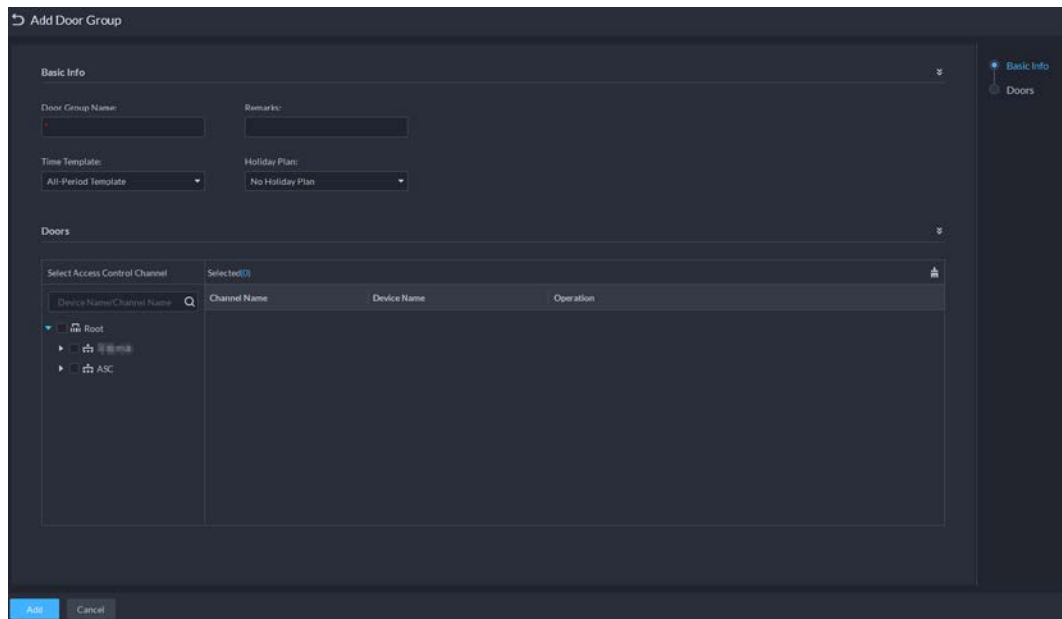 Add Door Group
Basic Info
Basic Info
Doors
Door Group Name:
Remarks:
*
Time Template:
Holiday Plan:
All-Period Template
No Holiday Plan
Doors
Select Access Control Channel
Selected(0)
Device Name/Channel Name
Channel Name
Device Name
Operation
Root
ASC
Add
Cancel